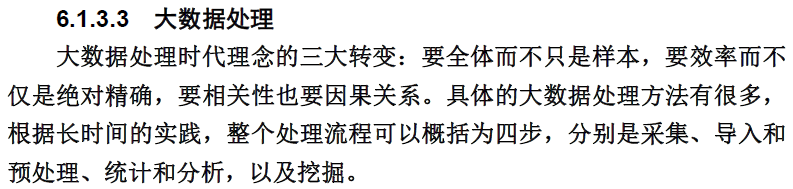 6.1.3.3 大数据处理
大数据处理时代理念的三大转变：要全体而不只是样本，要效率而不
仅是绝对精确，要相关性也要因果关系。具体的大数据处理方法有很多，
根据长时间的实践，整个处理流程可以概括为四步，分别是采集、导入和
预处理、统计和分析，以及挖掘。